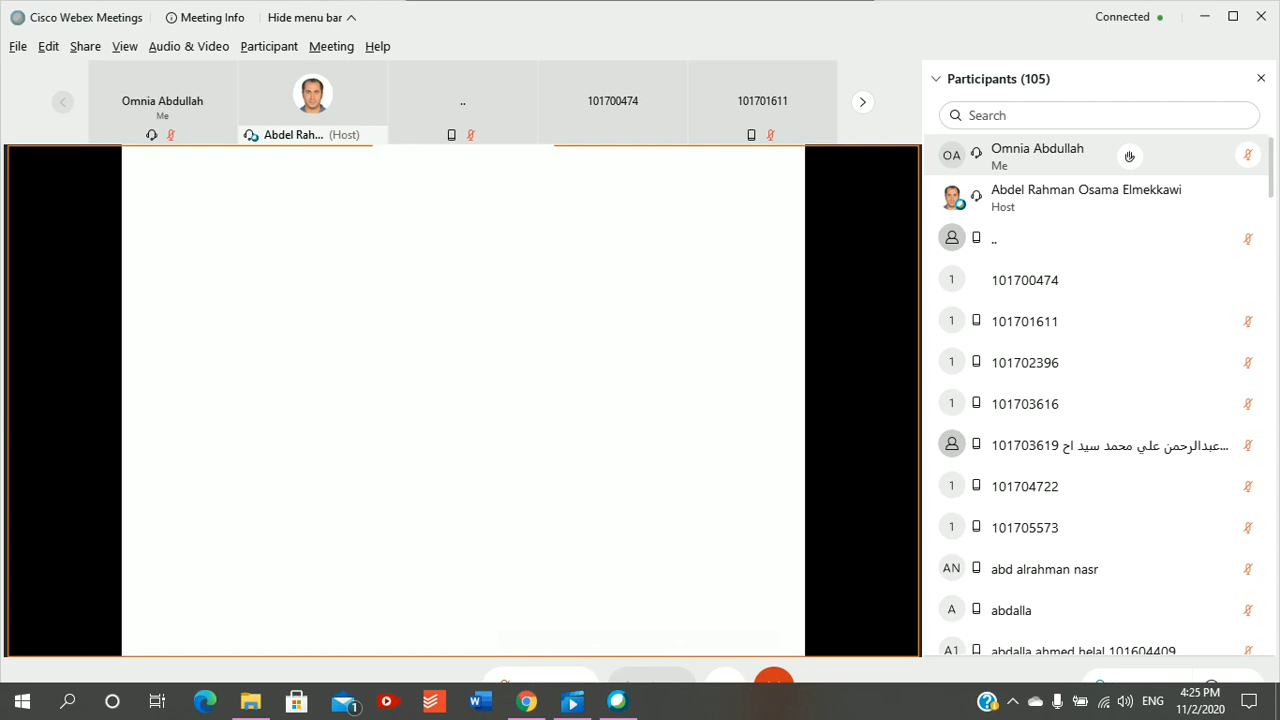 Cisco Webex Meetings
Meeting Info
Hide menu bar
Connected
File Edit Share View Audio & Video Participant Meeting Help
Omnia Abdullah
Me
Abdel Rah... (Host)
..
101700474
101701611
Participants (105)
Search
OA
Omnia Abdullah
Me
Abdel Rahman Osama Elmekkawi
Host
..
1 101700474
1 101701611
1 101702396
1 101703616
101703619 عبدالرحمن علي محمد سيد اح...
1 101704722
1 101705573
AN abd alrahman nasr
A abdalla
A1 abdalla ahmed helal 101604409
1
ENG
4:25 PM
11/2/2020